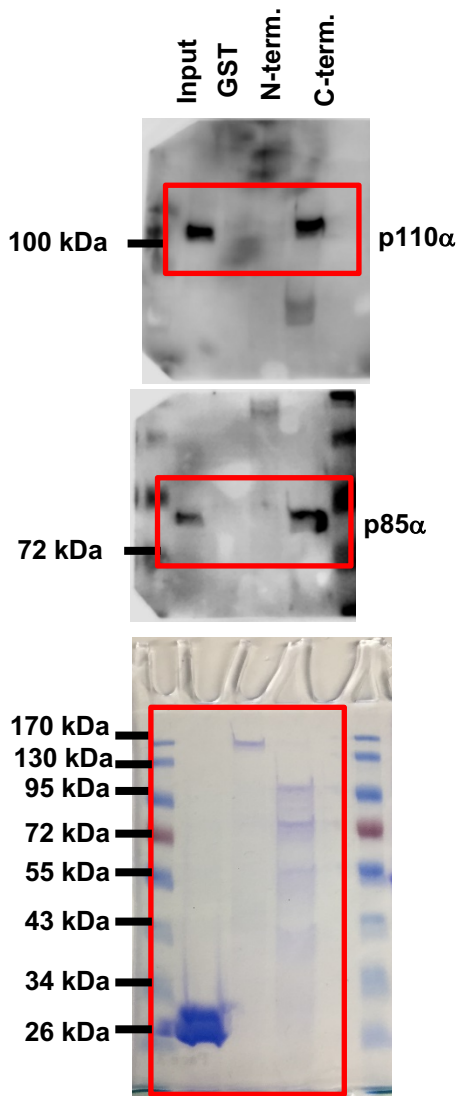 Input
GST
N-term.
C-term.
100 kDa
p110α
72 kDa
p85α
170 kDa
130 kDa
95 kDa
72 kDa
55 kDa
43 kDa
34 kDa
26 kDa